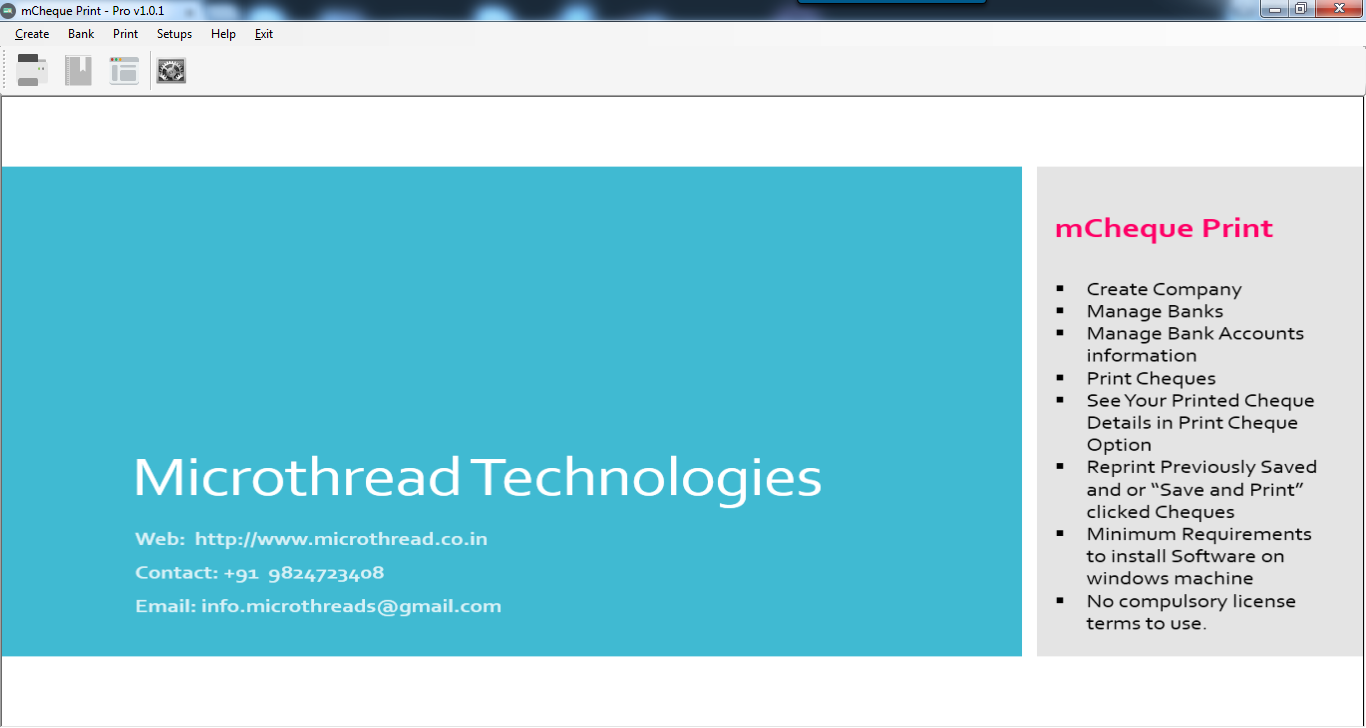 mCheque Print - Pro v1.0.1
Create Bank Print Setups Help Exit
Microthread Technologies
Web: http://www.microthread.co.in
Contact: +91 9824723408
Email: info.microthreads@gmail.com
mCheque Print
▪ Create Company
▪ Manage Banks
▪ Manage Bank Accounts
information
▪ Print Cheques
▪ See Your Printed Cheque
Details in Print Cheque
Option
▪ Reprint Previously Saved
and or “Save and Print”
clicked Cheques
▪ Minimum Requirements
to install Software on
windows machine
▪ No compulsory license
terms to use.